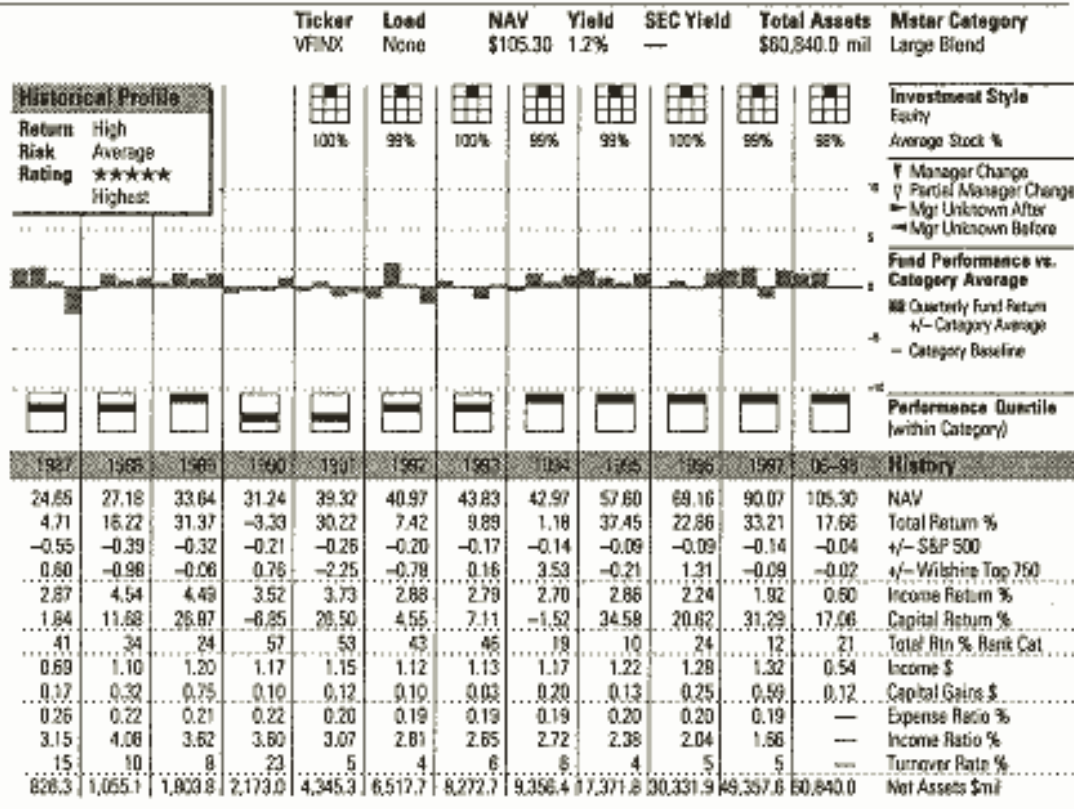 Ticker Load NAV Yield SEC Yield Total Assets Mstar Category
VFINX None $105.30 1.2% — $60,840.0 mil Large Blend
Historical Profile
Return High
Risk Average
Rating ★★★★★
Highest
100% 99% 100% 99% 99% 100% 99% 98%
Investment Style
Equity
Average Stock %
Manager Change
Partial Manager Change
Mgr Unknown After
Mgr Unknown Before
10
5
0
-5
-10
Fund Performance vs.
Category Average
Quarterly Fund Return
+/– Category Average
– Category Baseline
Performance Quartile
(within Category)
1987 1988 1989 1990 1991 1992 1993 1994 1995 1996 1997 06–98 History
24.65 27.18 33.64 31.24 39.32 40.97 43.83 42.97 57.60 69.16 90.07 105.30 NAV
4.71 16.22 31.37 –3.33 30.22 7.42 9.89 1.18 37.45 22.86 33.21 17.66 Total Return %
–0.55 –0.39 –0.32 –0.21 –0.26 –0.20 –0.17 –0.14 –0.09 –0.09 –0.14 –0.04 +/– S&P 500
0.60 –0.98 –0.06 0.76 –2.25 –0.78 0.16 3.53 –0.21 1.31 –0.09 –0.02 +/– Wilshire Top 750
2.87 4.54 4.49 3.52 3.73 2.88 2.79 2.70 2.86 2.24 1.92 0.60 Income Return %
1.84 11.68 26.87 –6.85 26.50 4.55 7.11 –1.52 34.58 20.62 31.29 17.06 Capital Return %
41 34 24 57 53 43 46 19 10 24 12 21 Total Rtn % Rank Cat
0.69 1.10 1.20 1.17 1.15 1.12 1.13 1.17 1.22 1.28 1.32 0.54 Income $
0.17 0.32 0.75 0.10 0.12 0.10 0.03 0.20 0.13 0.25 0.59 0.12 Capital Gains $
0.26 0.22 0.21 0.22 0.20 0.19 0.19 0.19 0.20 0.20 0.19 — Expense Ratio %
3.15 4.08 3.62 3.60 3.07 2.81 2.65 2.72 2.38 2.04 1.66 — Income Ratio %
15 10 8 23 5 4 6 6 4 5 5 — Turnover Rate %
826.3 1,055.1 1,803.8 2,173.0 4,345.3 6,517.7 8,272.7 9,356.4 17,371.8 30,331.9 49,357.6 60,840.0 Net Assets $mil